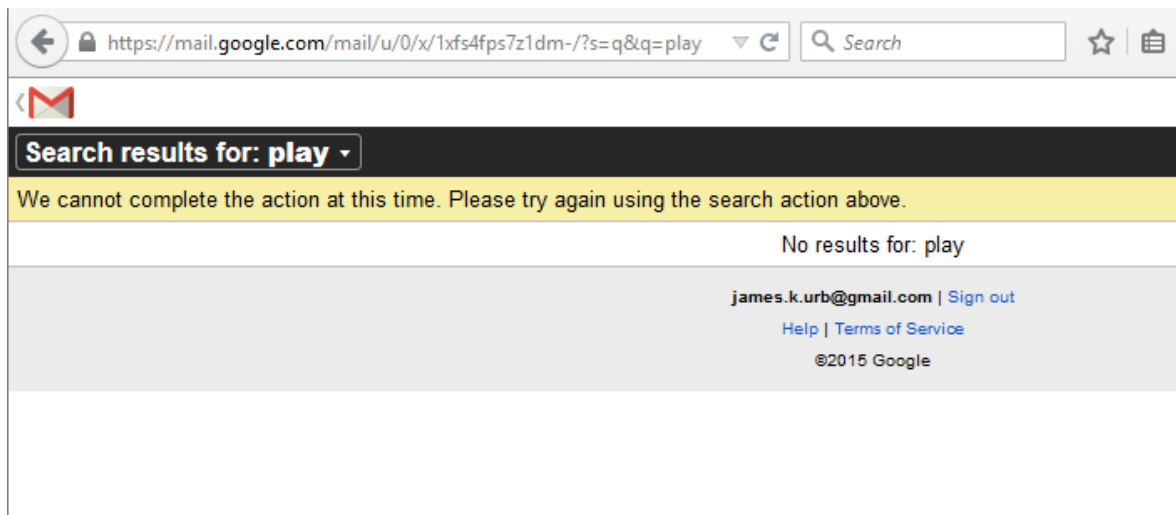 https://mail.google.com/mail/u/0/x/1xfs4fps7z1dm-/?s=q&q=play Search
Search results for: play
We cannot complete the action at this time. Please try again using the search action above.
No results for: play
james.k.urb@gmail.com | Sign out
Help | Terms of Service
©2015 Google